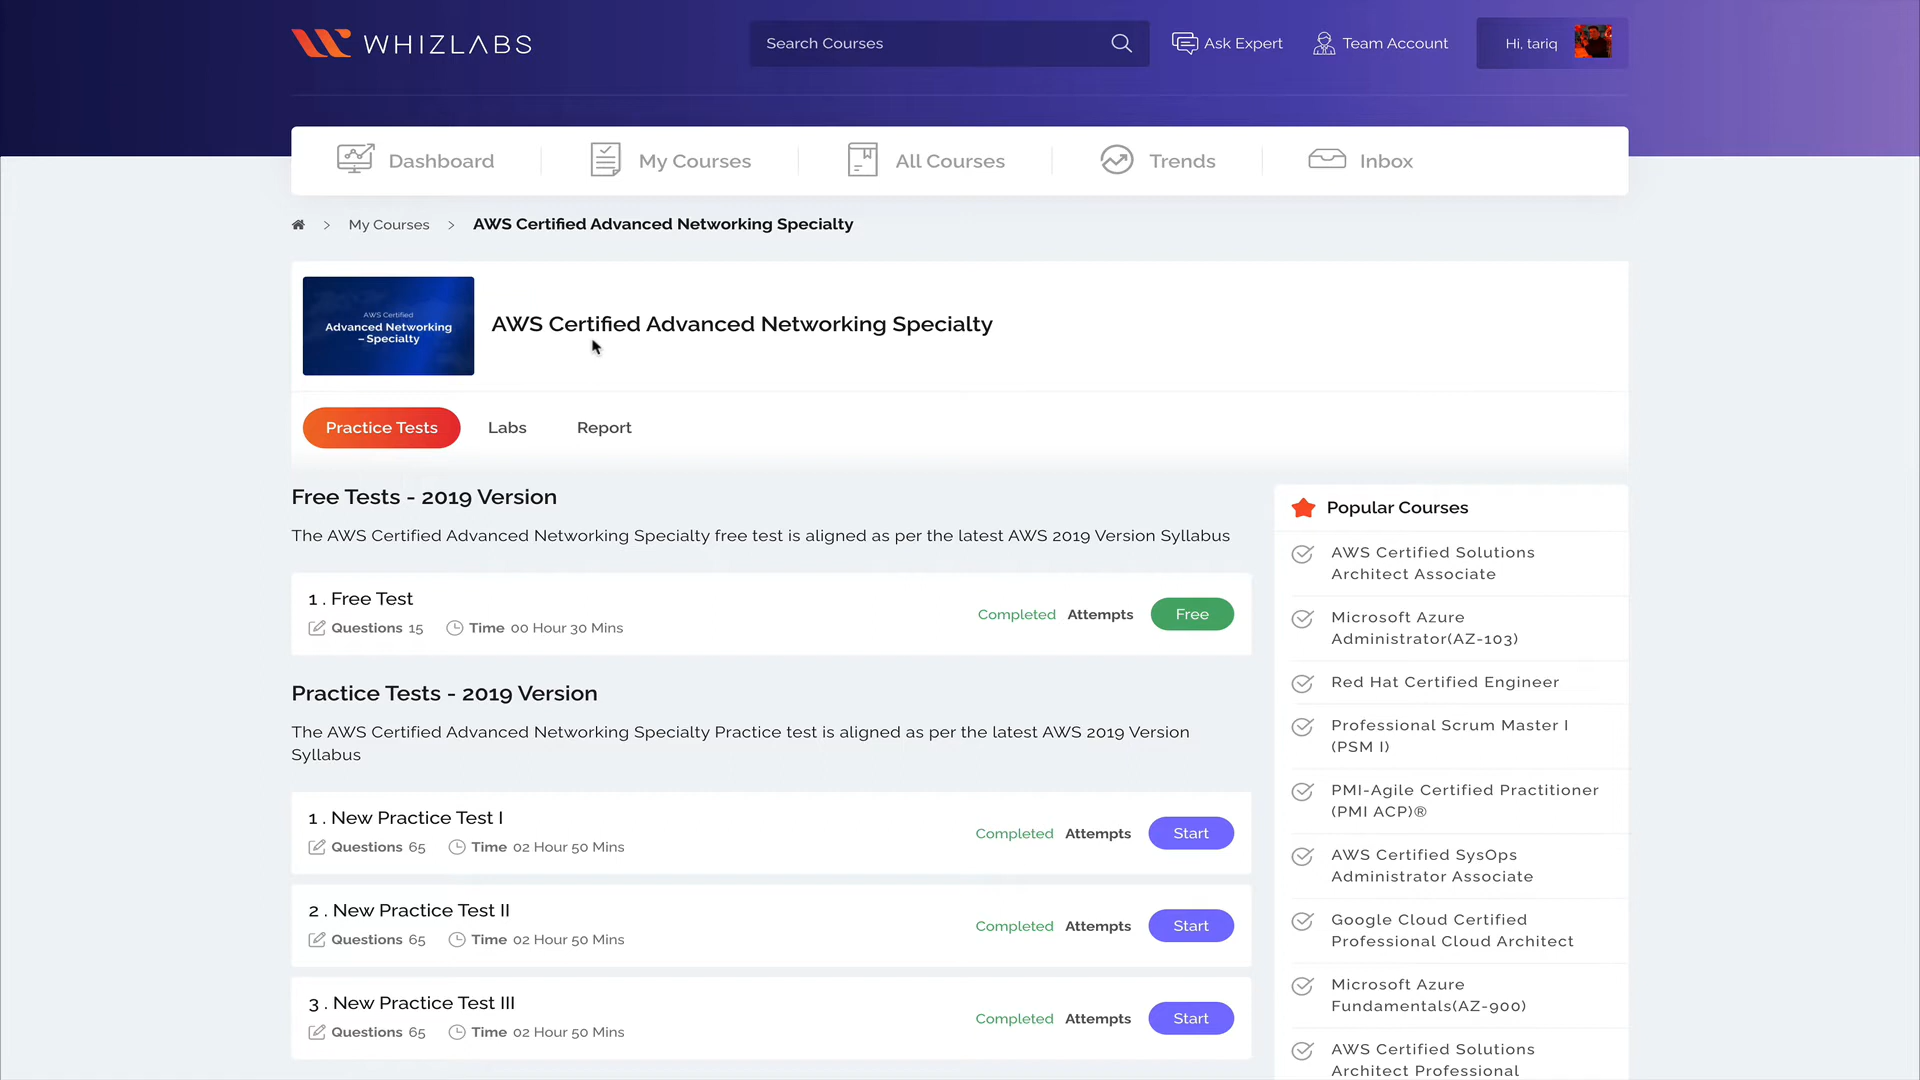 WHIZLABS
Search Courses
Ask Expert
Team Account
Hi, tariq
Dashboard
My Courses
All Courses
Trends
Inbox
> My Courses > AWS Certified Advanced Networking Specialty
AWS Certified
Advanced Networking
– Specialty
AWS Certified Advanced Networking Specialty
Practice Tests
Labs
Report
Free Tests - 2019 Version
The AWS Certified Advanced Networking Specialty free test is aligned as per the latest AWS 2019 Version Syllabus
1 . Free Test
Questions 15 Time 00 Hour 30 Mins
Completed Attempts Free
Practice Tests - 2019 Version
The AWS Certified Advanced Networking Specialty Practice test is aligned as per the latest AWS 2019 Version
Syllabus
1 . New Practice Test I
Questions 65 Time 02 Hour 50 Mins
Completed Attempts Start
2 . New Practice Test II
Questions 65 Time 02 Hour 50 Mins
Completed Attempts Start
3 . New Practice Test III
Questions 65 Time 02 Hour 50 Mins
Completed Attempts Start
Popular Courses
AWS Certified Solutions
Architect Associate
Microsoft Azure
Administrator(AZ-103)
Red Hat Certified Engineer
Professional Scrum Master I
(PSM I)
PMI-Agile Certified Practitioner
(PMI ACP)®
AWS Certified SysOps
Administrator Associate
Google Cloud Certified
Professional Cloud Architect
Microsoft Azure
Fundamentals(AZ-900)
AWS Certified Solutions
Architect Professional